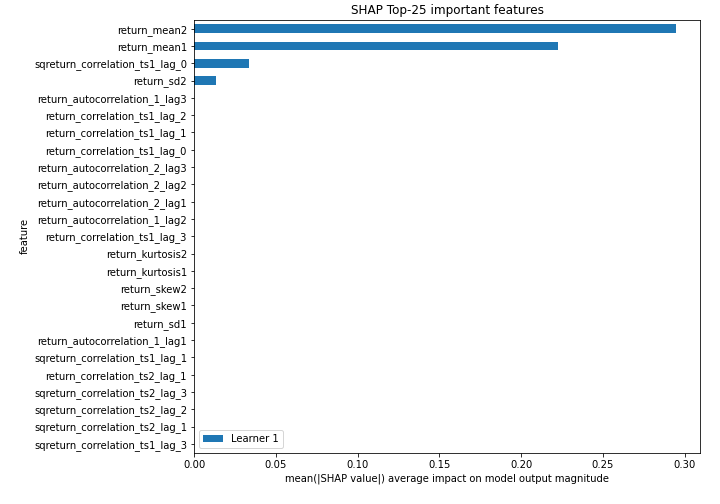 SHAP Top-25 important features
return_mean2
return_mean1
sqreturn_correlation_ts1_lag_0
return_sd2
return_autocorrelation_1_lag3
return_correlation_ts1_lag_2
return_correlation_ts1_lag_1
return_correlation_ts1_lag_0
return_autocorrelation_2_lag3
return_autocorrelation_2_lag2
return_autocorrelation_2_lag1
return_autocorrelation_1_lag2
return_correlation_ts1_lag_3
return_kurtosis2
return_kurtosis1
return_skew2
return_skew1
return_sd1
return_autocorrelation_1_lag1
sqreturn_correlation_ts1_lag_1
return_correlation_ts2_lag_1
sqreturn_correlation_ts2_lag_3
sqreturn_correlation_ts2_lag_2
sqreturn_correlation_ts2_lag_1
sqreturn_correlation_ts1_lag_3
feature
Learner 1
0.00 0.05 0.10 0.15 0.20 0.25 0.30
mean(|SHAP value|) average impact on model output magnitude